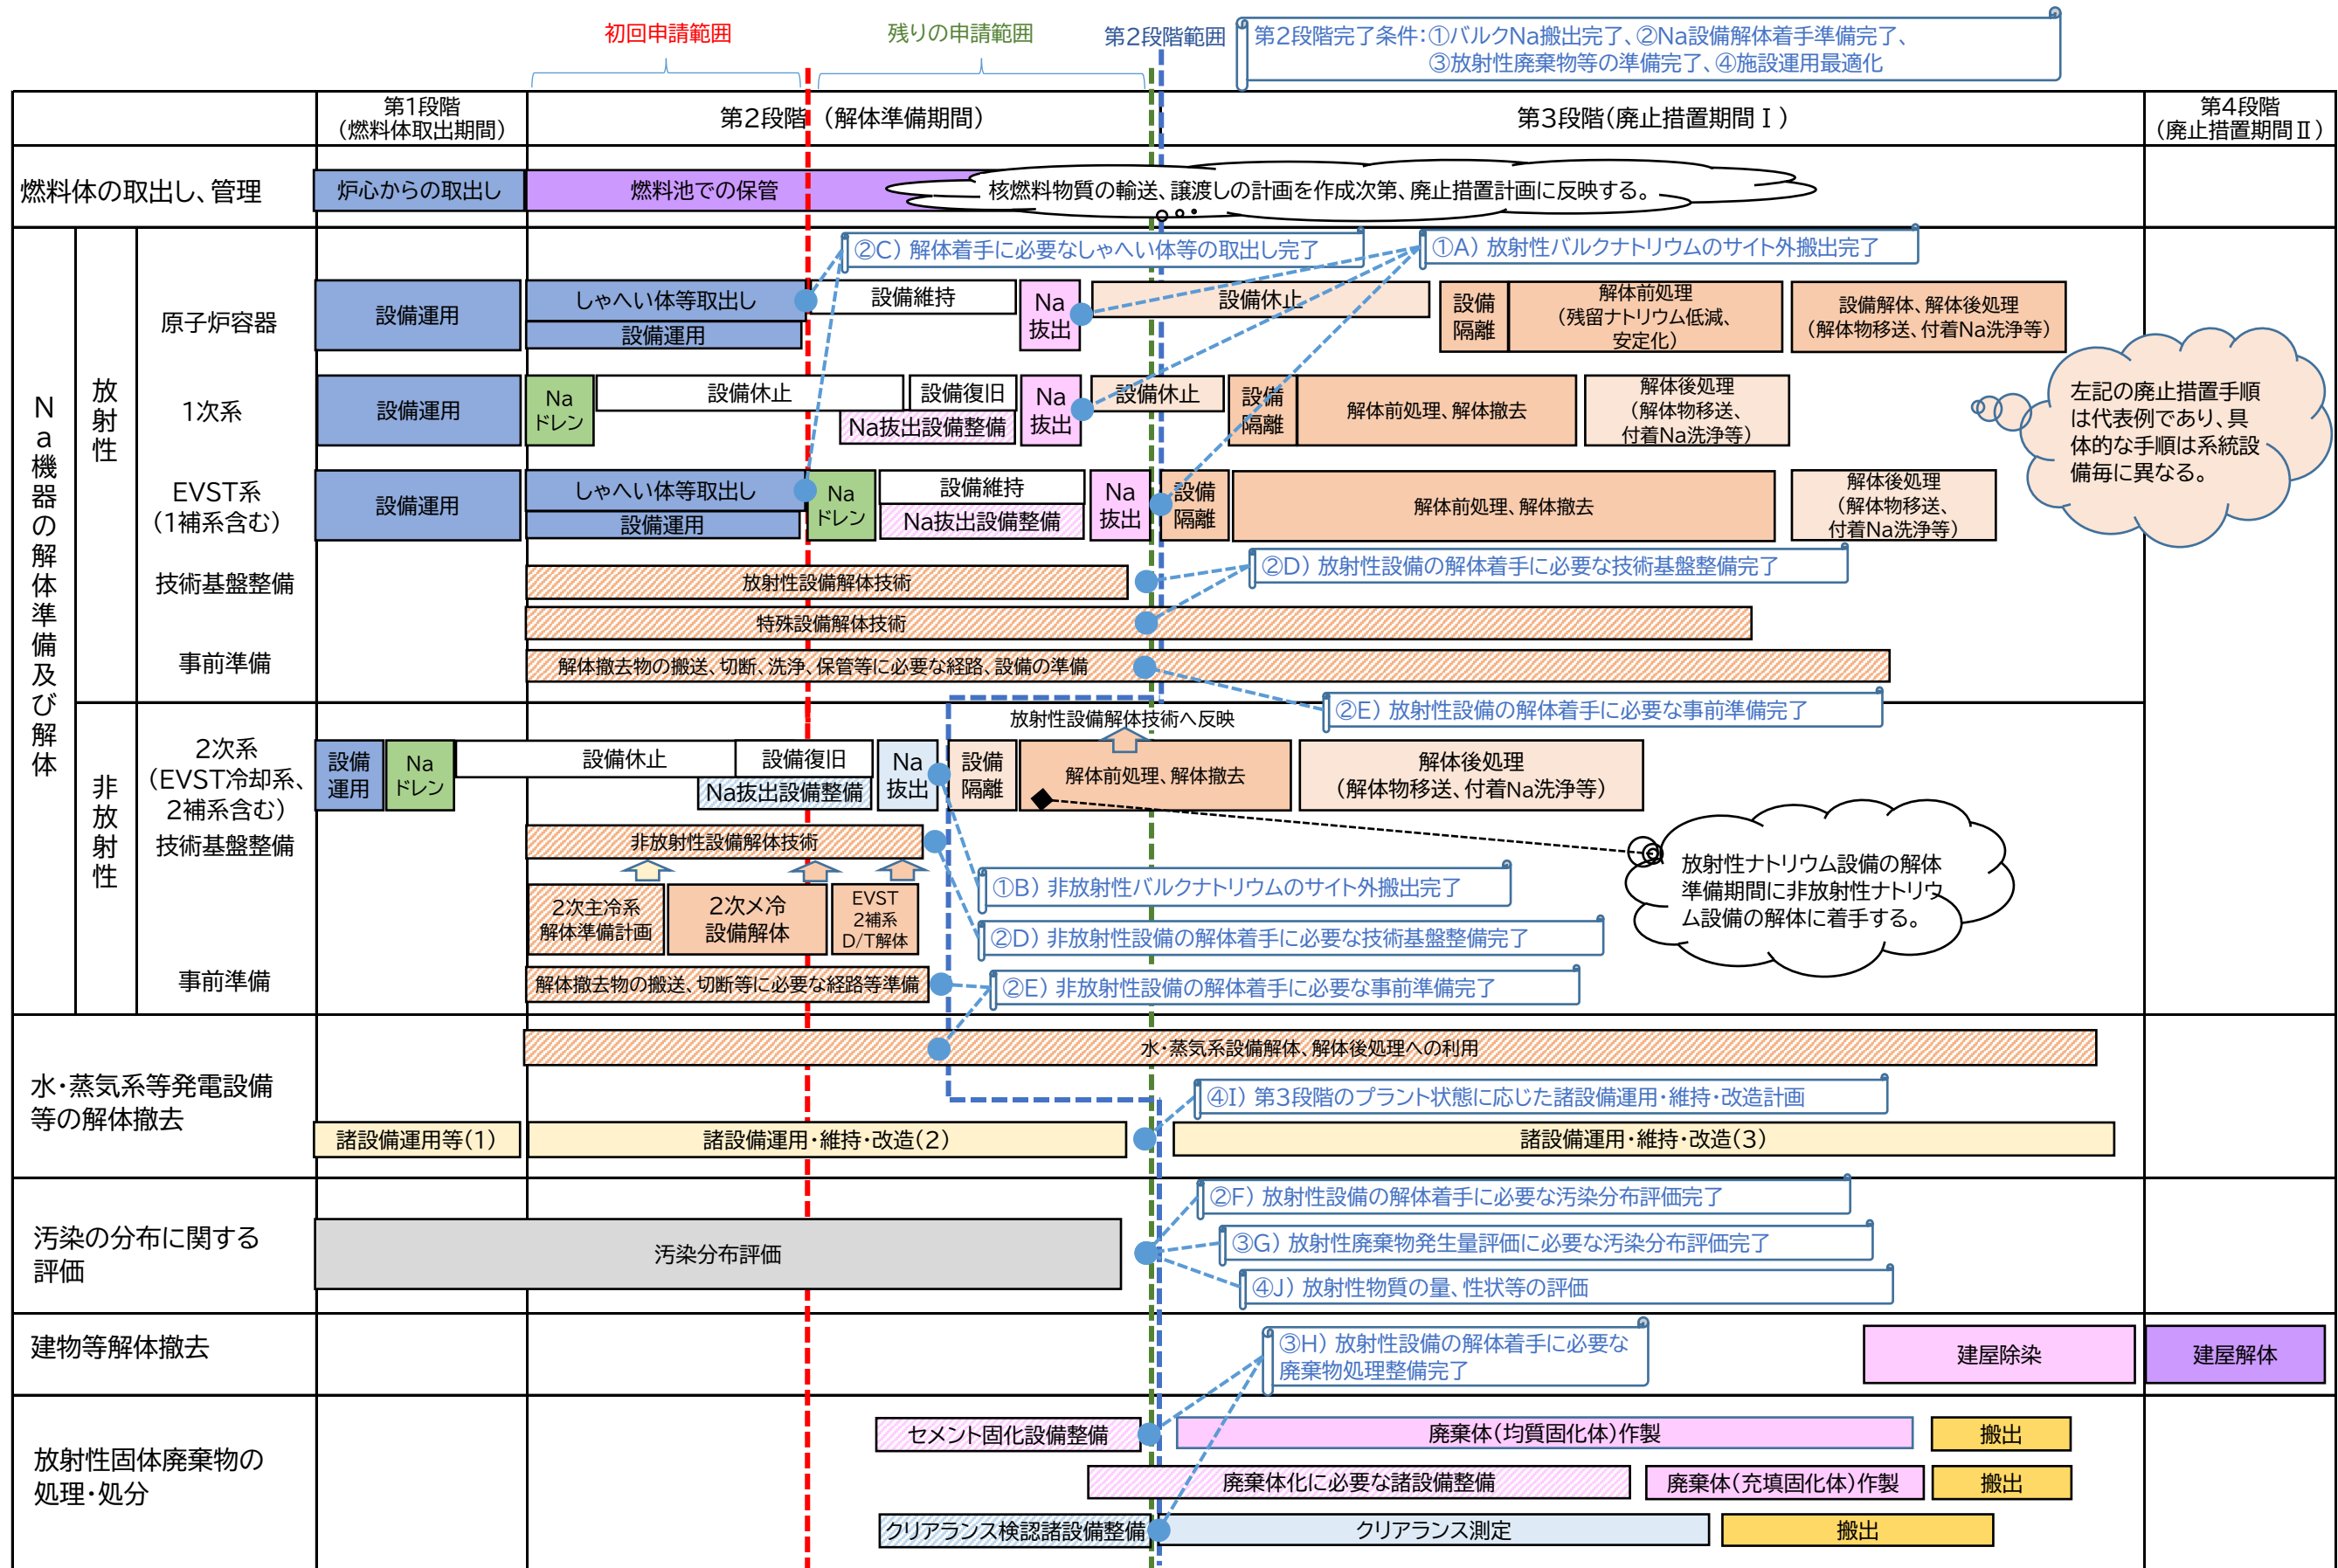 初回申請範囲
残りの申請範囲
第2段階範囲
第2段階完了条件：①バルクNa搬出完了、②Na設備解体着手準備完了、
③放射性廃棄物等の準備完了、④施設運用最適化
第1段階
（燃料体取出期間）
第2段階 （解体準備期間）
第3段階（廃止措置期間Ⅰ）
第4段階
（廃止措置期間Ⅱ）
燃料体の取出し、管理
炉心からの取出し
燃料池での保管
核燃料物質の輸送、譲渡しの計画を作成次第、廃止措置計画に反映する。
②C）解体着手に必要なしゃへい体等の取出し完了
①A）放射性バルクナトリウムのサイト外搬出完了
Na機器の解体準備及び解体
放射性
原子炉容器
設備運用
しゃへい体等取出し
設備運用
設備維持
Na
抜出
設備休止
設備
隔離
解体前処理
（残留ナトリウム低減、
安定化）
設備解体、解体後処理
（解体物移送、付着Na洗浄等）
1次系
設備運用
Na
ドレン
設備休止
設備復旧
Na抜出設備整備
Na
抜出
設備休止
設備
隔離
解体前処理、解体撤去
解体後処理
（解体物移送、
付着Na洗浄等）
左記の廃止措置手順
は代表例であり、具
体的な手順は系統設
備毎に異なる。
EVST系
（1補系含む）
設備運用
しゃへい体等取出し
設備運用
Na
ドレン
設備維持
Na抜出設備整備
Na
抜出
設備
隔離
解体前処理、解体撤去
解体後処理
（解体物移送、
付着Na洗浄等）
②D）放射性設備の解体着手に必要な技術基盤整備完了
技術基盤整備
放射性設備解体技術
特殊設備解体技術
事前準備
解体撤去物の搬送、切断、洗浄、保管等に必要な経路、設備の準備
②E）放射性設備の解体着手に必要な事前準備完了
非放射性
放射性設備解体技術へ反映
2次系
（EVST冷却系、
2補系含む）
設備
運用
Na
ドレン
設備休止
設備復旧
Na抜出設備整備
Na
抜出
設備
隔離
解体前処理、解体撤去
解体後処理
（解体物移送、付着Na洗浄等）
技術基盤整備
非放射性設備解体技術
2次主冷系
解体準備計画
2次メ冷
設備解体
EVST
2補系
D/T解体
①B）非放射性バルクナトリウムのサイト外搬出完了
②D）非放射性設備の解体着手に必要な技術基盤整備完了
放射性ナトリウム設備の解体
準備期間に非放射性ナトリウ
ム設備の解体に着手する。
事前準備
解体撤去物の搬送、切断等に必要な経路等準備
②E）非放射性設備の解体着手に必要な事前準備完了
水・蒸気系等発電設備
等の解体撤去
水・蒸気系設備解体、解体後処理への利用
④I）第3段階のプラント状態に応じた諸設備運用・維持・改造計画
諸設備運用等（1）
諸設備運用・維持・改造（2）
諸設備運用・維持・改造（3）
汚染の分布に関する
評価
汚染分布評価
②F）放射性設備の解体着手に必要な汚染分布評価完了
③G）放射性廃棄物発生量評価に必要な汚染分布評価完了
④J）放射性物質の量、性状等の評価
建物等解体撤去
③H）放射性設備の解体着手に必要な
廃棄物処理整備完了
建屋除染
建屋解体
放射性固体廃棄物の
処理・処分
セメント固化設備整備
廃棄体（均質固化体）作製
搬出
廃棄体化に必要な諸設備整備
廃棄体（充填固化体）作製
搬出
クリアランス検認諸設備整備
クリアランス測定
搬出